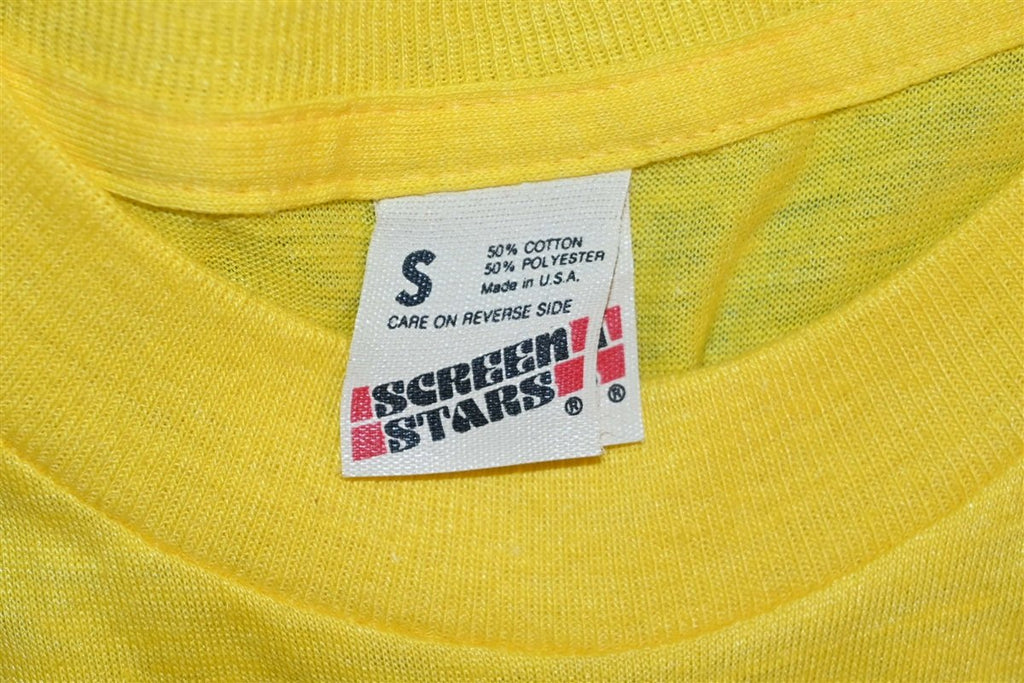 S
50% COTTON
50% POLYESTER
Made in U.S.A.
CARE ON REVERSE SIDE
SCREEN
STARS
® ®